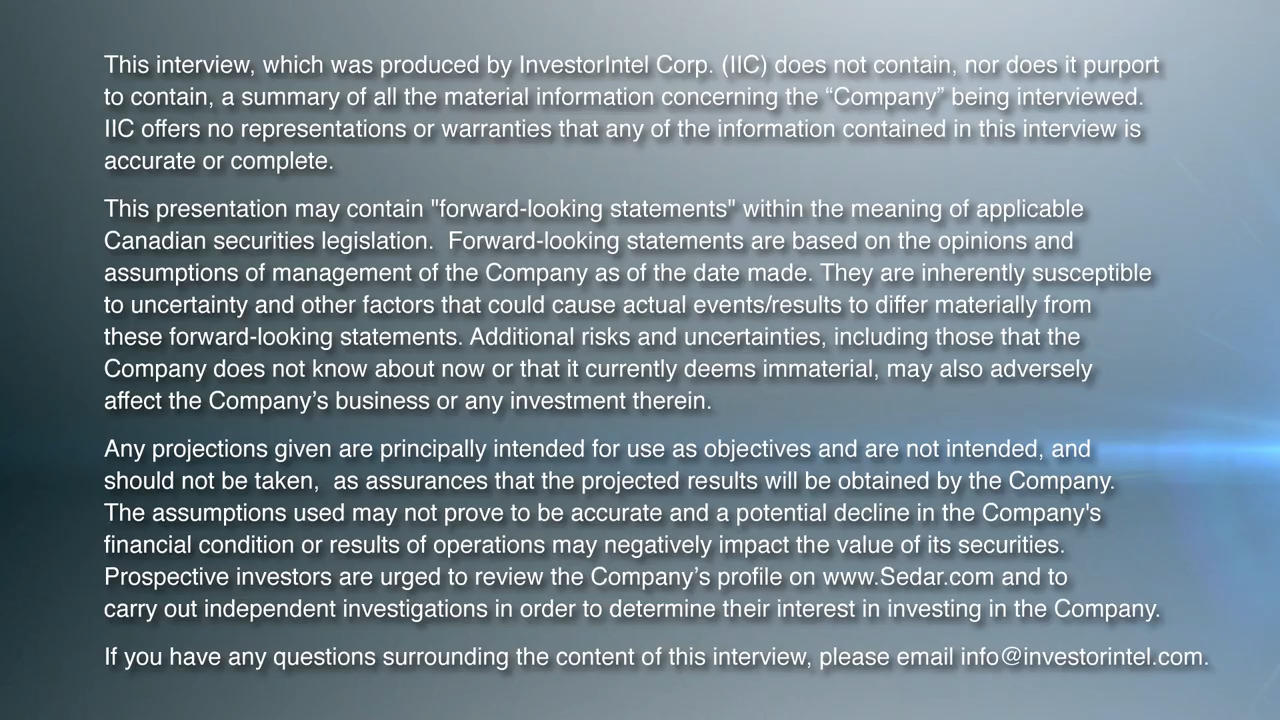 This interview, which was produced by InvestorIntel Corp. (IIC) does not contain, nor does it purport
to contain, a summary of all the material information concerning the “Company” being interviewed.
IIC offers no representations or warranties that any of the information contained in this interview is
accurate or complete.
This presentation may contain "forward-looking statements" within the meaning of applicable
Canadian securities legislation.  Forward-looking statements are based on the opinions and
assumptions of management of the Company as of the date made. They are inherently susceptible
to uncertainty and other factors that could cause actual events/results to differ materially from
these forward-looking statements. Additional risks and uncertainties, including those that the
Company does not know about now or that it currently deems immaterial, may also adversely
affect the Company’s business or any investment therein.
Any projections given are principally intended for use as objectives and are not intended, and
should not be taken,  as assurances that the projected results will be obtained by the Company.
The assumptions used may not prove to be accurate and a potential decline in the Company's
financial condition or results of operations may negatively impact the value of its securities.
Prospective investors are urged to review the Company’s profile on www.Sedar.com and to
carry out independent investigations in order to determine their interest in investing in the Company.
If you have any questions surrounding the content of this interview, please email info@investorintel.com.